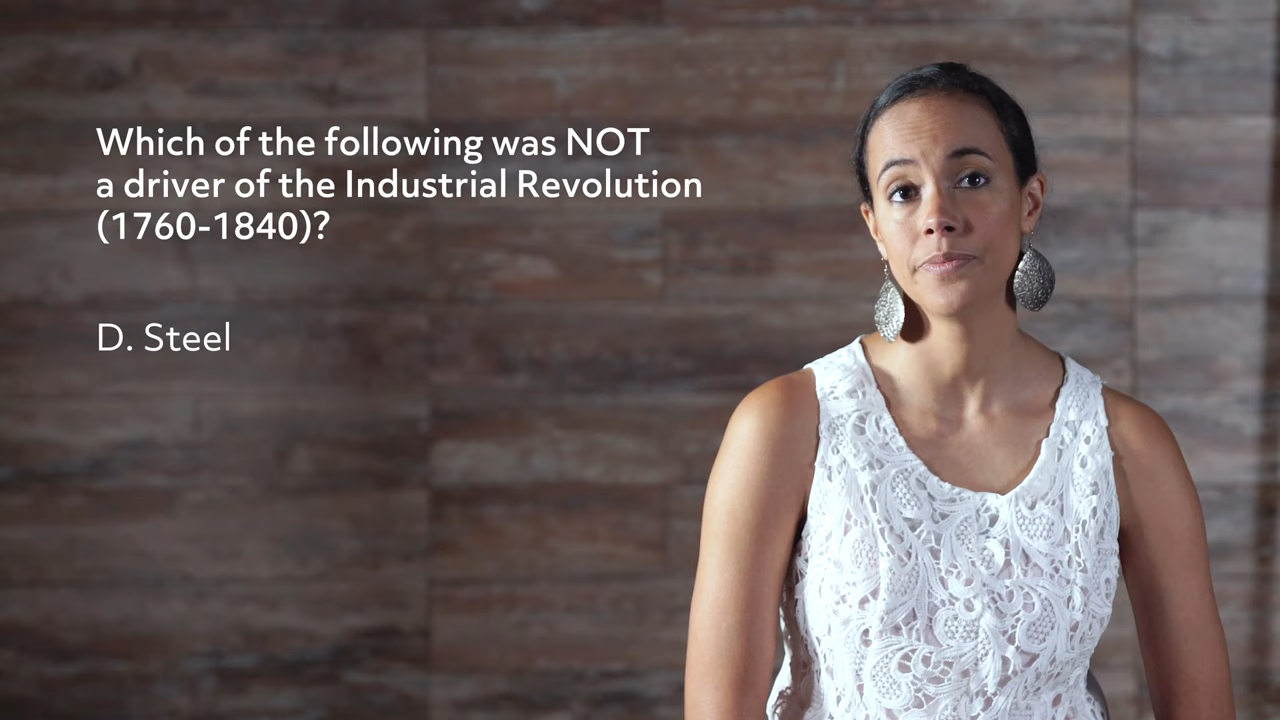 Which of the following was NOT
a driver of the Industrial Revolution
(1760-1840)?
D. Steel